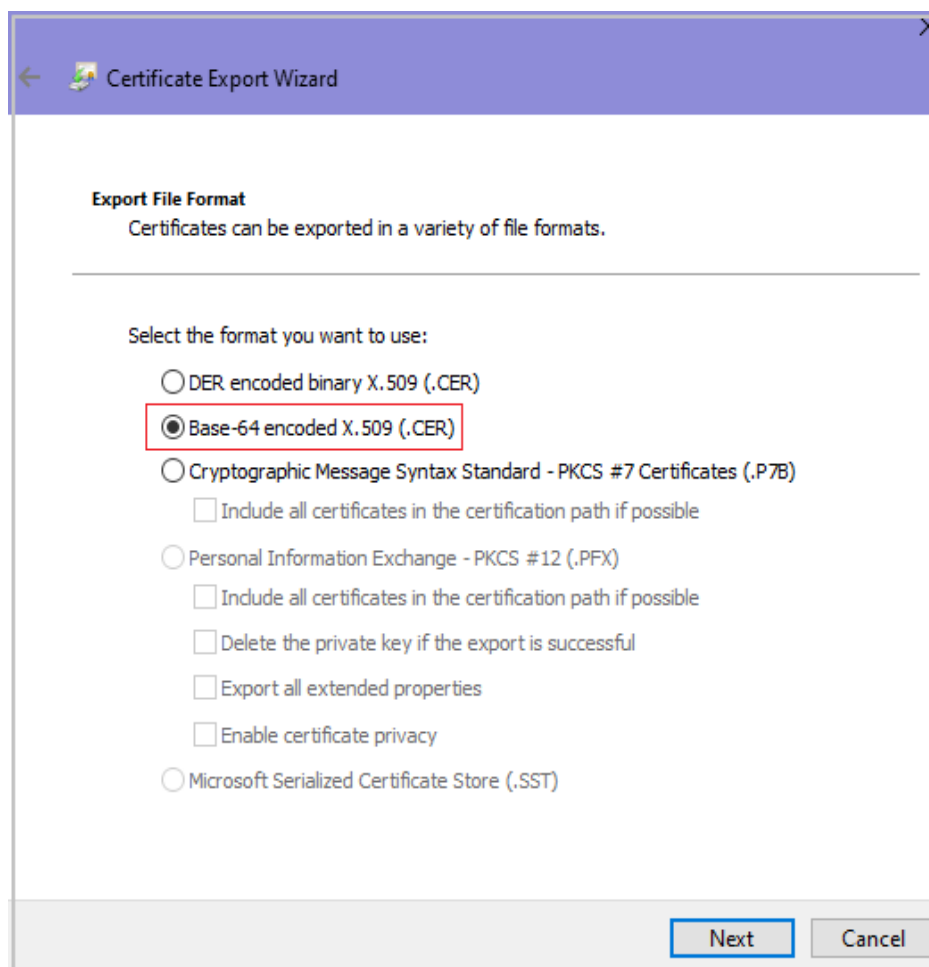 Certificate Export Wizard
Export File Format
Certificates can be exported in a variety of file formats.
Select the format you want to use:
DER encoded binary X.509 (.CER)
Base-64 encoded X.509 (.CER)
Cryptographic Message Syntax Standard - PKCS #7 Certificates (.P7B)
Include all certificates in the certification path if possible
Personal Information Exchange - PKCS #12 (.PFX)
Include all certificates in the certification path if possible
Delete the private key if the export is successful
Export all extended properties
Enable certificate privacy
Microsoft Serialized Certificate Store (.SST)
Next Cancel